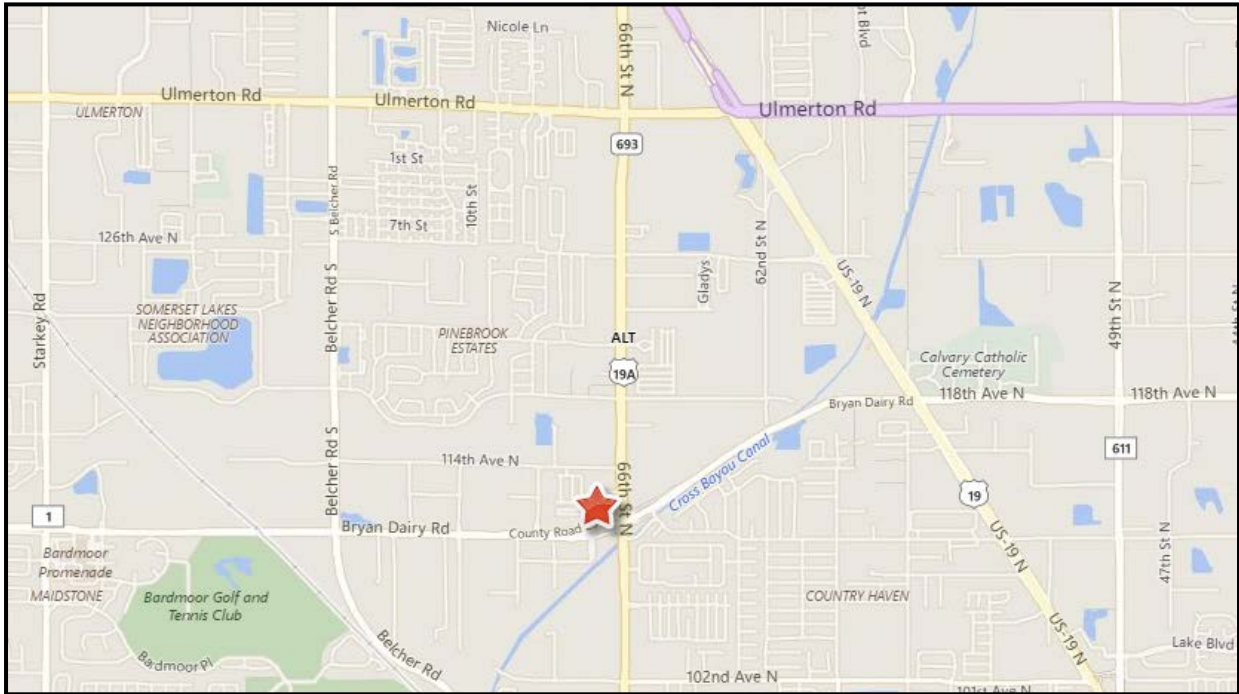 Nicole Ln
66th St N
Blvd
Ulmerton Rd
Ulmerton Rd
Ulmerton Rd
ULMERTON
693
1st St
S Belcher Rd
10th St
7th St
126th Ave N
62nd St N
Gladys
US-19 N
Starkey Rd
SOMERSET LAKES
NEIGHBORHOOD
ASSOCIATION
Belcher Rd S
PINEBROOK
ESTATES
ALT
19A
49th St N
Calvary Catholic
Cemetery
Bryan Dairy Rd
118th Ave N
118th Ave N
Belcher Rd S
114th Ave N
66th St N
Cross Bayou Canal
611
19
1
Bryan Dairy Rd
County Road
US-19 N
47th St N
Bardmoor
Promenade
MAIDSTONE
Bardmoor Golf and
Tennis Club
COUNTRY HAVEN
Bardmoor Pl
Belcher Rd
US-19 N
Lake Blvd
102nd Ave N
101st Ave N